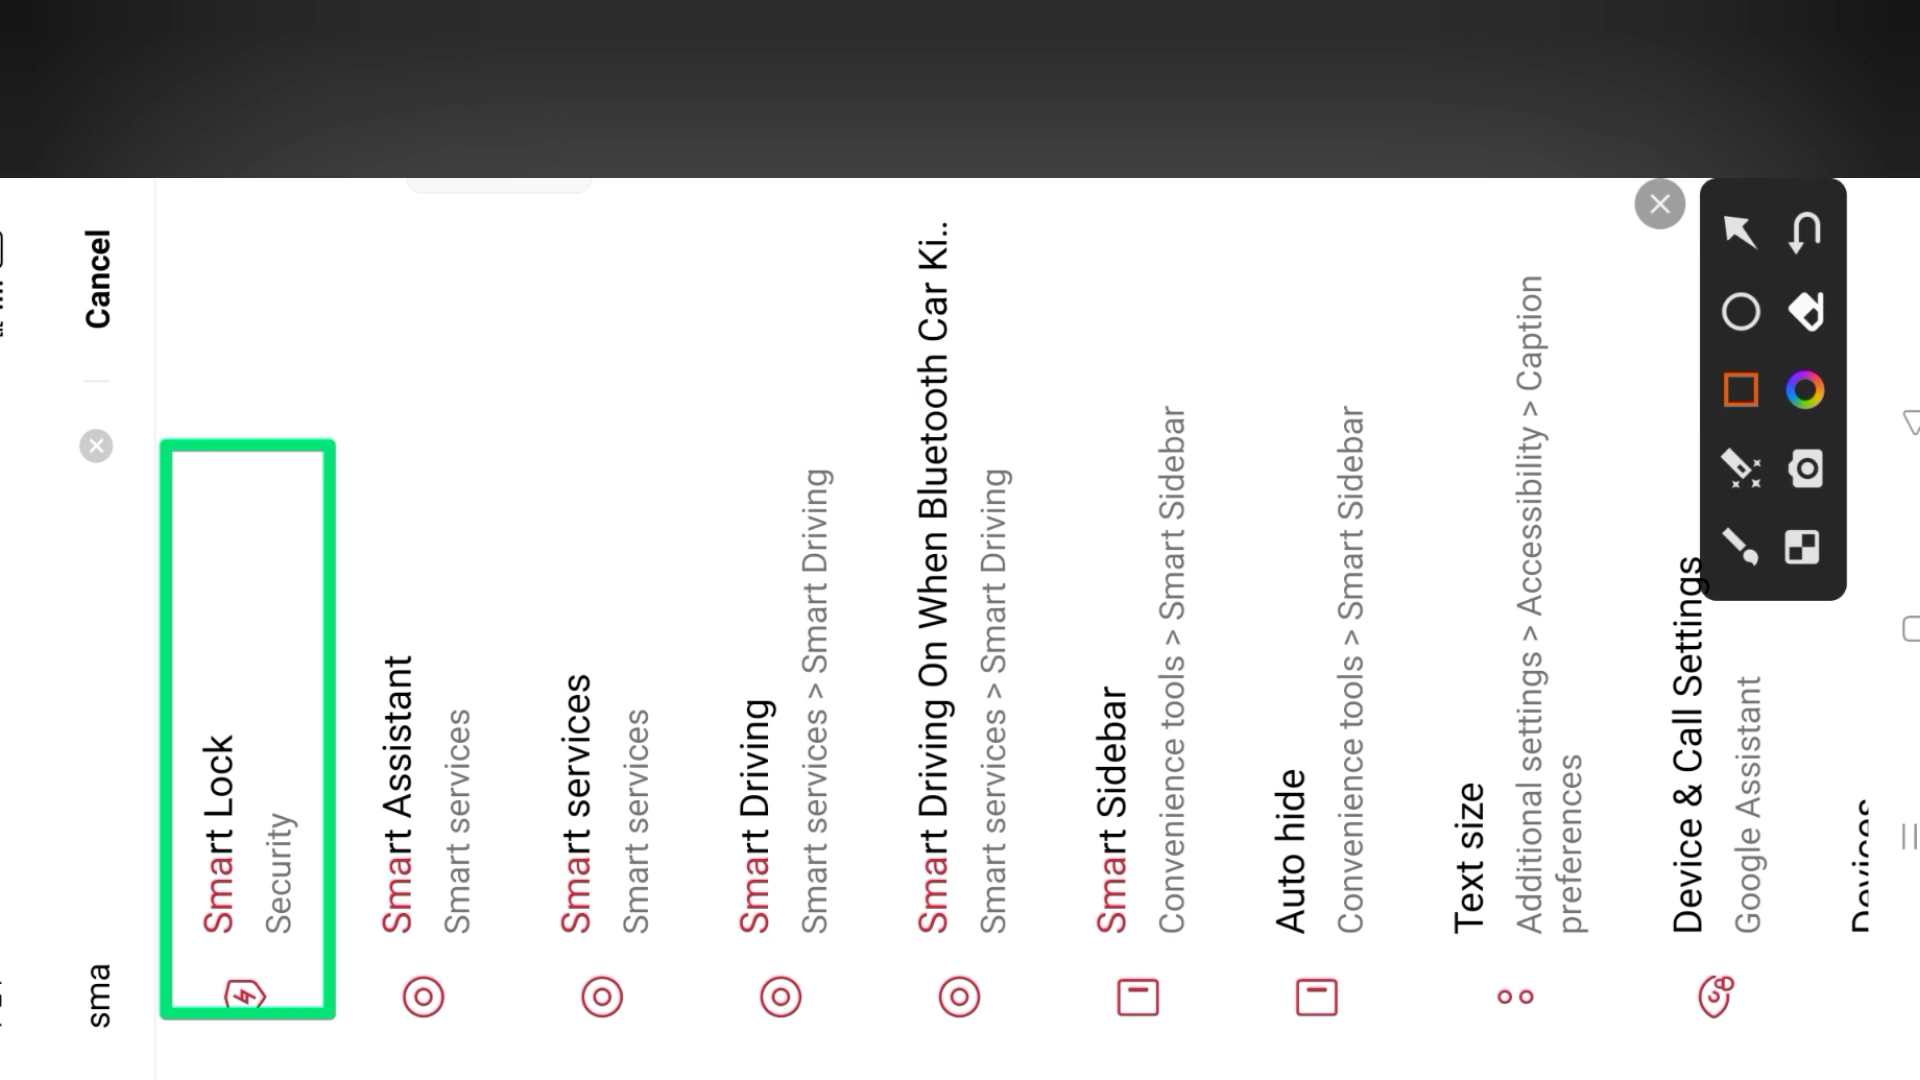 sma
Cancel
Smart Lock
Security
Smart Assistant
Smart services
Smart services
Smart services
Smart Driving
Smart services > Smart Driving
Smart Driving On When Bluetooth Car Ki..
Smart services > Smart Driving
Smart Sidebar
Convenience tools > Smart Sidebar
Auto hide
Convenience tools > Smart Sidebar
Text size
Additional settings > Accessibility > Caption
preferences
Device & Call Settings
Google Assistant
Devices